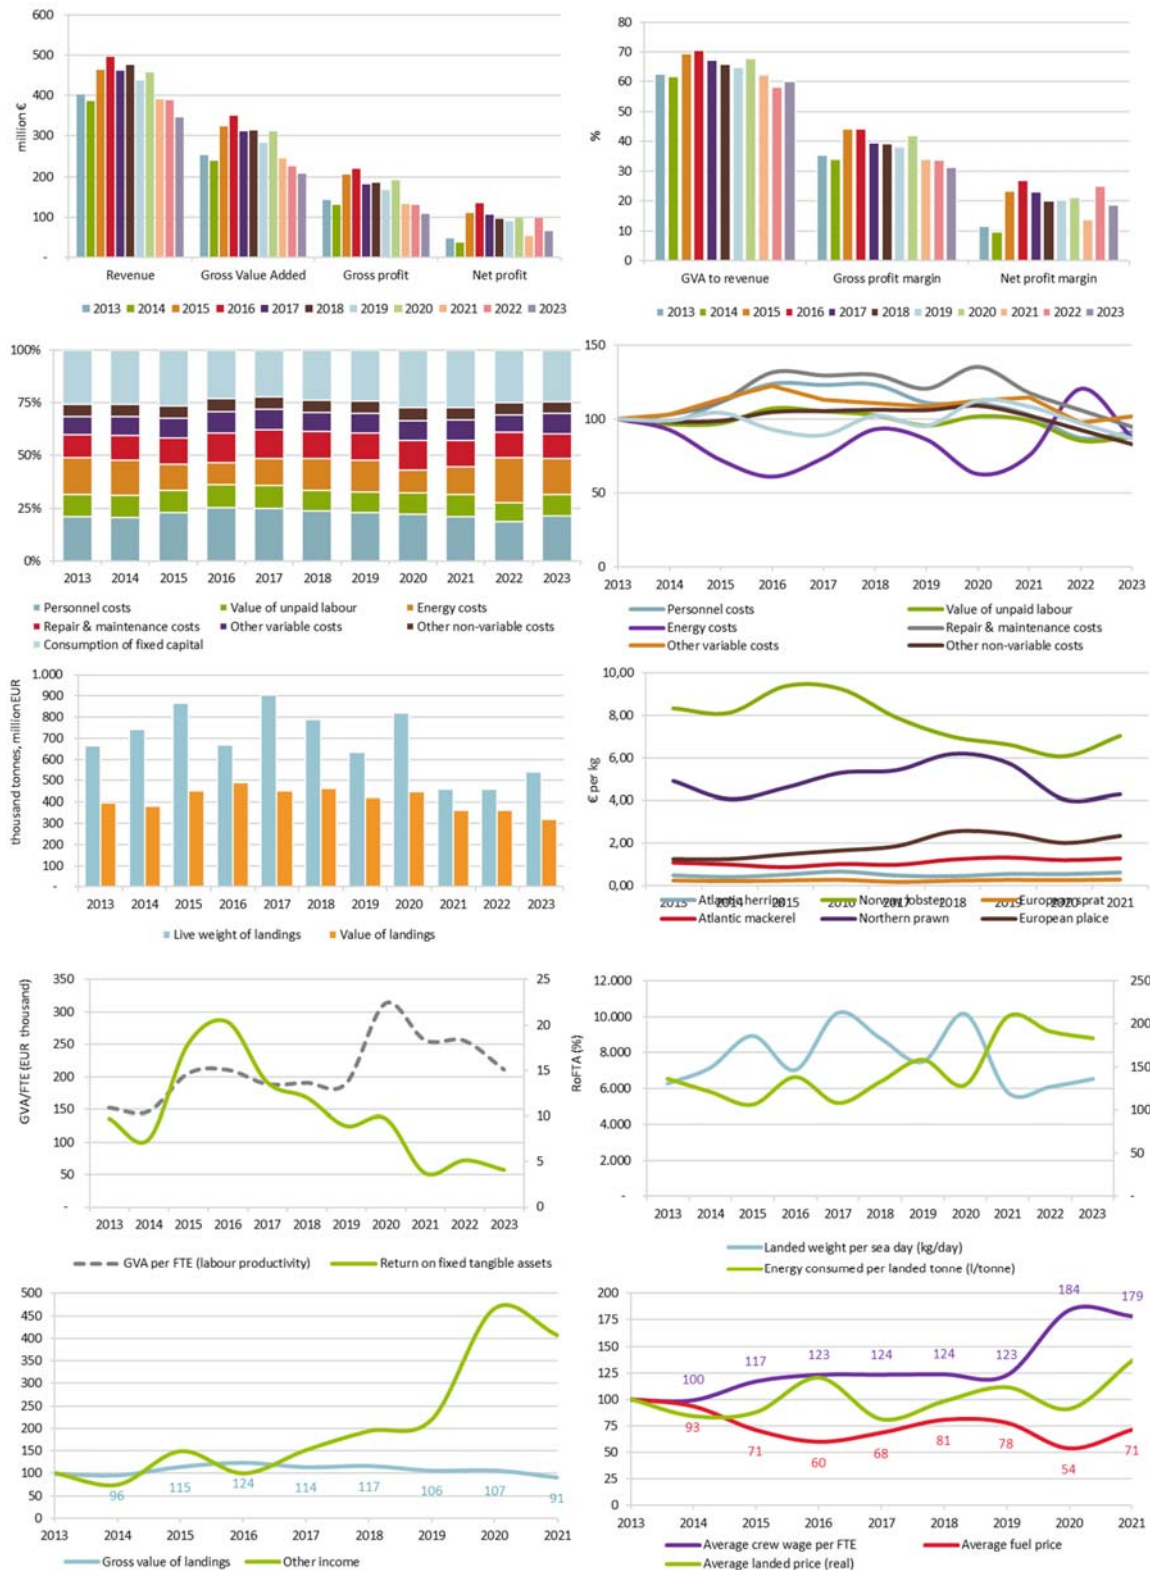 600
500
400
300
200
100
-
million €
Revenue Gross Value Added Gross profit Net profit
2013 2014 2015 2016 2017 2018 2019 2020 2021 2022 2023
80
70
60
50
40
30
20
10
0
%
GVA to revenue Gross profit margin Net profit margin
2013 2014 2015 2016 2017 2018 2019 2020 2021 2022 2023
100%
75%
50%
25%
0%
2013 2014 2015 2016 2017 2018 2019 2020 2021 2022 2023
Personnel costs Value of unpaid labour Energy costs
Repair & maintenance costs Other variable costs Other non-variable costs
Consumption of fixed capital
150
100
50
0
2013 2014 2015 2016 2017 2018 2019 2020 2021 2022 2023
Personnel costs Value of unpaid labour
Energy costs Repair & maintenance costs
Other variable costs Other non-variable costs
1.000
900
800
700
600
500
400
300
200
100
-
thousand tonnes, million EUR
2013 2014 2015 2016 2017 2018 2019 2020 2021 2022 2023
Live weight of landings Value of landings
10,00
8,00
6,00
4,00
2,00
0,00
€ per kg
2013 2014 2015 2016 2017 2018 2019 2020 2021
Atlantic herring Norway lobster European sprat
Atlantic mackerel Northern prawn European plaice
350
300
250
200
150
100
50
-
GVA/FTE (EUR thousand)
25
20
15
10
5
0
RoFTA (%)
2013 2014 2015 2016 2017 2018 2019 2020 2021 2022 2023
GVA per FTE (labour productivity) Return on fixed tangible assets
12.000
10.000
8.000
6.000
4.000
2.000
-
250
200
150
100
50
-
2013 2014 2015 2016 2017 2018 2019 2020 2021 2022 2023
Landed weight per sea day (kg/day)
Energy consumed per landed tonne (l/tonne)
500
450
400
350
300
250
200
150
100
50
0
96 115 124 114 117 106 107 91
2013 2014 2015 2016 2017 2018 2019 2020 2021
Gross value of landings Other income
200
175
150
125
100
75
50
25
0
100 117 123 124 124 123 184 179
93 71 60 68 81 78 54 71
2013 2014 2015 2016 2017 2018 2019 2020 2021
Average crew wage per FTE Average fuel price
Average landed price (real)